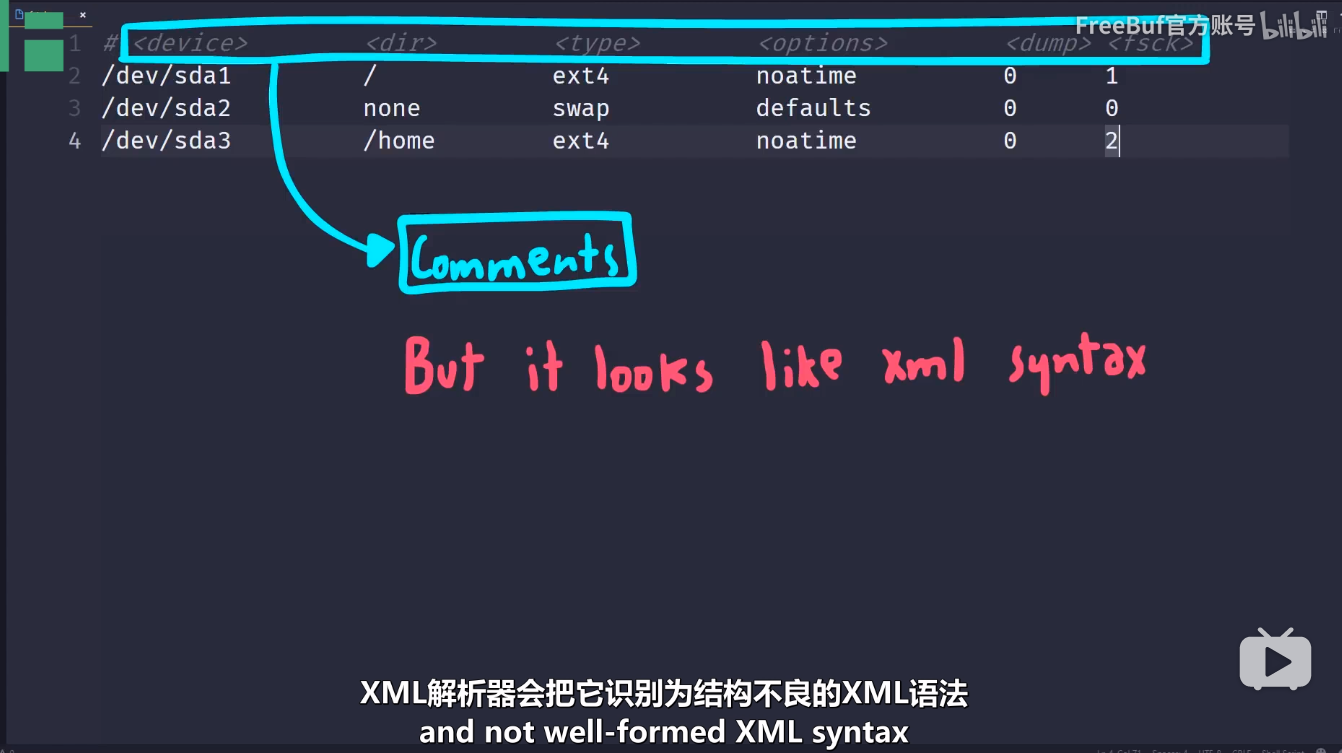 FreeBuf官方账号 bilibili
1 # <device> <dir> <type> <options> <dump> <fsck>
2 /dev/sda1 / ext4 noatime 0 1
3 /dev/sda2 none swap defaults 0 0
4 /dev/sda3 /home ext4 noatime 0 2
Comments
But it looks like xml syntax
XML解析器会把它识别为结构不良的XML语法
and not well-formed XML syntax